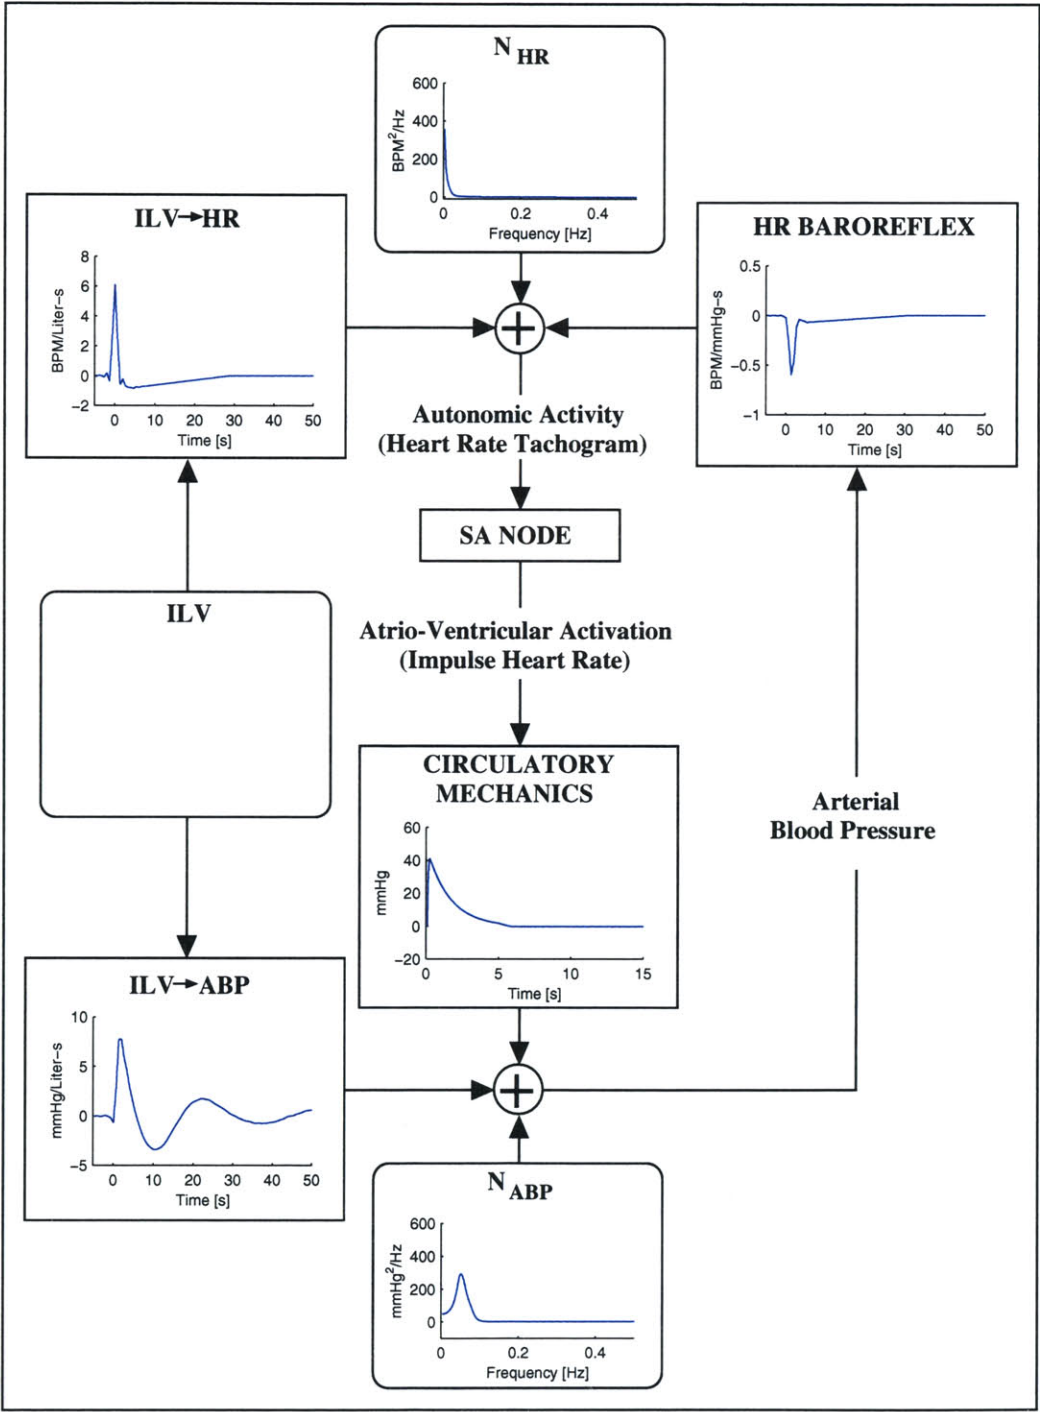 N HR
600
400
200
0
BPM²/Hz
0 0.2 0.4
Frequency [Hz]
ILV→HR
8
6
4
2
0
−2
BPM/Liter−s
0 10 20 30 40 50
Time [s]
HR BAROREFLEX
0.5
0
−0.5
−1
BPM/mmHg−s
0 10 20 30 40 50
Time [s]
Autonomic Activity
(Heart Rate Tachogram)
SA NODE
ILV
Atrio-Ventricular Activation
(Impulse Heart Rate)
CIRCULATORY
MECHANICS
60
40
20
0
−20
mmHg
0 5 10 15
Time [s]
Arterial
Blood Pressure
ILV→ABP
10
5
0
−5
mmHg/Liter−s
0 10 20 30 40 50
Time [s]
N ABP
600
400
200
0
mmHg²/Hz
0 0.2 0.4
Frequency [Hz]